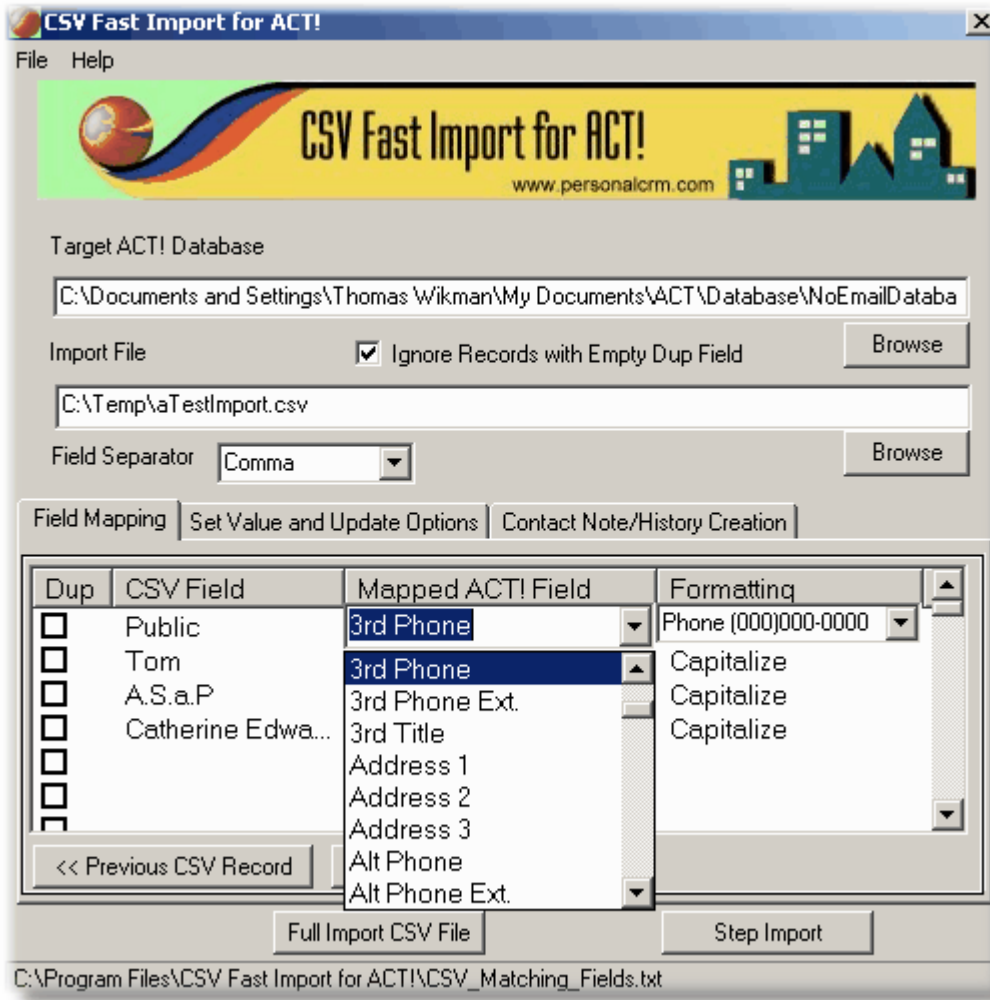 CSV Fast Import for ACT!
File Help
CSV Fast Import for ACT!
www.personalcrm.com
Target ACT! Database
C:\Documents and Settings\Thomas Wikman\My Documents\ACT\Database\NoEmailDataba
Browse
Import File Ignore Records with Empty Dup Field
C:\Temp\aTestImport.csv
Browse
Field Separator Comma
Field Mapping Set Value and Update Options Contact Note/History Creation
Dup CSV Field Mapped ACT! Field Formatting
Public 3rd Phone Phone (000)000-0000
Tom 3rd Phone Capitalize
A.S.a.P 3rd Phone Ext. Capitalize
Catherine Edwa... 3rd Title Capitalize
Address 1
Address 2
Address 3
Alt Phone
<< Previous CSV Record Alt Phone Ext.
Full Import CSV File Step Import
C:\Program Files\CSV Fast Import for ACT!\CSV_Matching_Fields.txt